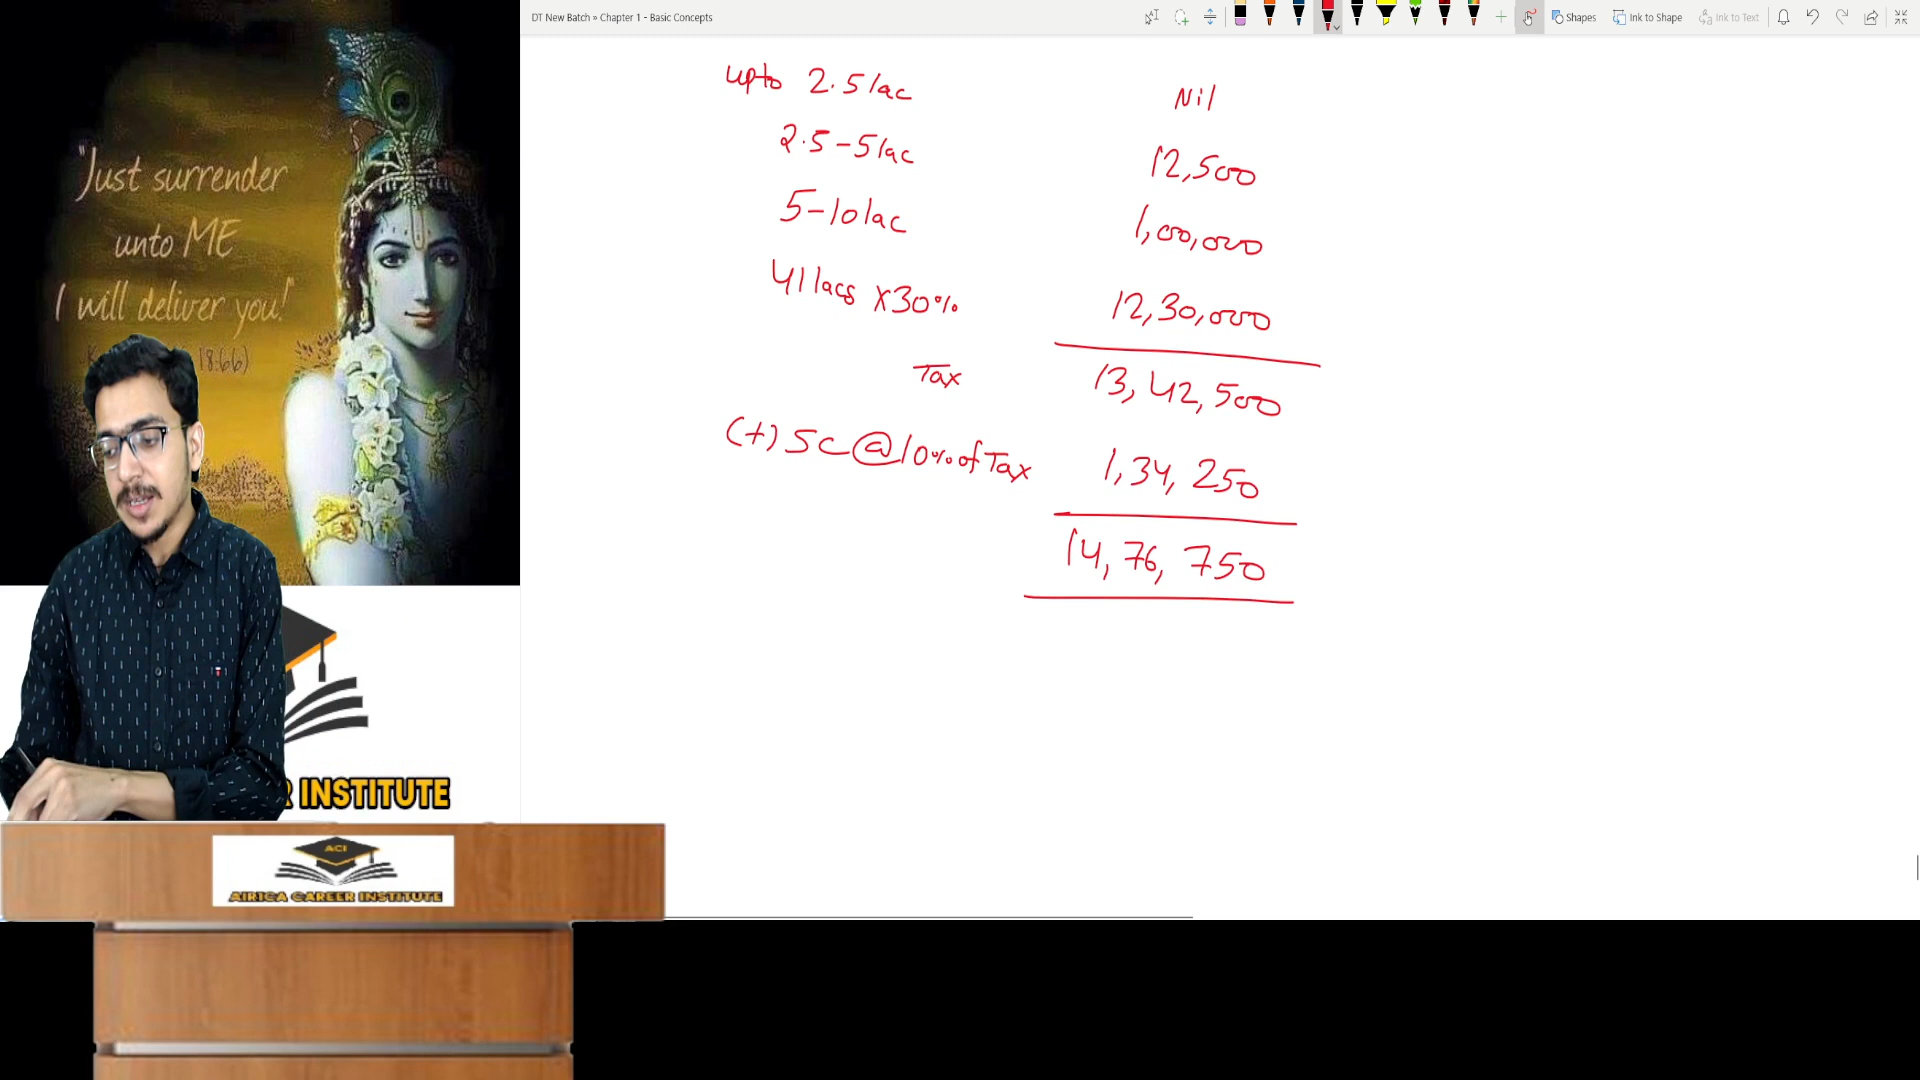 DT New Batch » Chapter 1 - Basic Concepts
Shapes Ink to Shape Ink to Text
"Just surrender
unto ME
I will deliver you!"
18:66)
upto 2.5 lac Nil
2.5-5 lac 12,500
5-10 lac 1,00,000
41 lacs x30% 12,30,000
Tax 13,42,500
(+) SC @ 10% of Tax 1,34,250
14,76,750
INSTITUTE
ACI
AIRICA CAREER INSTITUTE